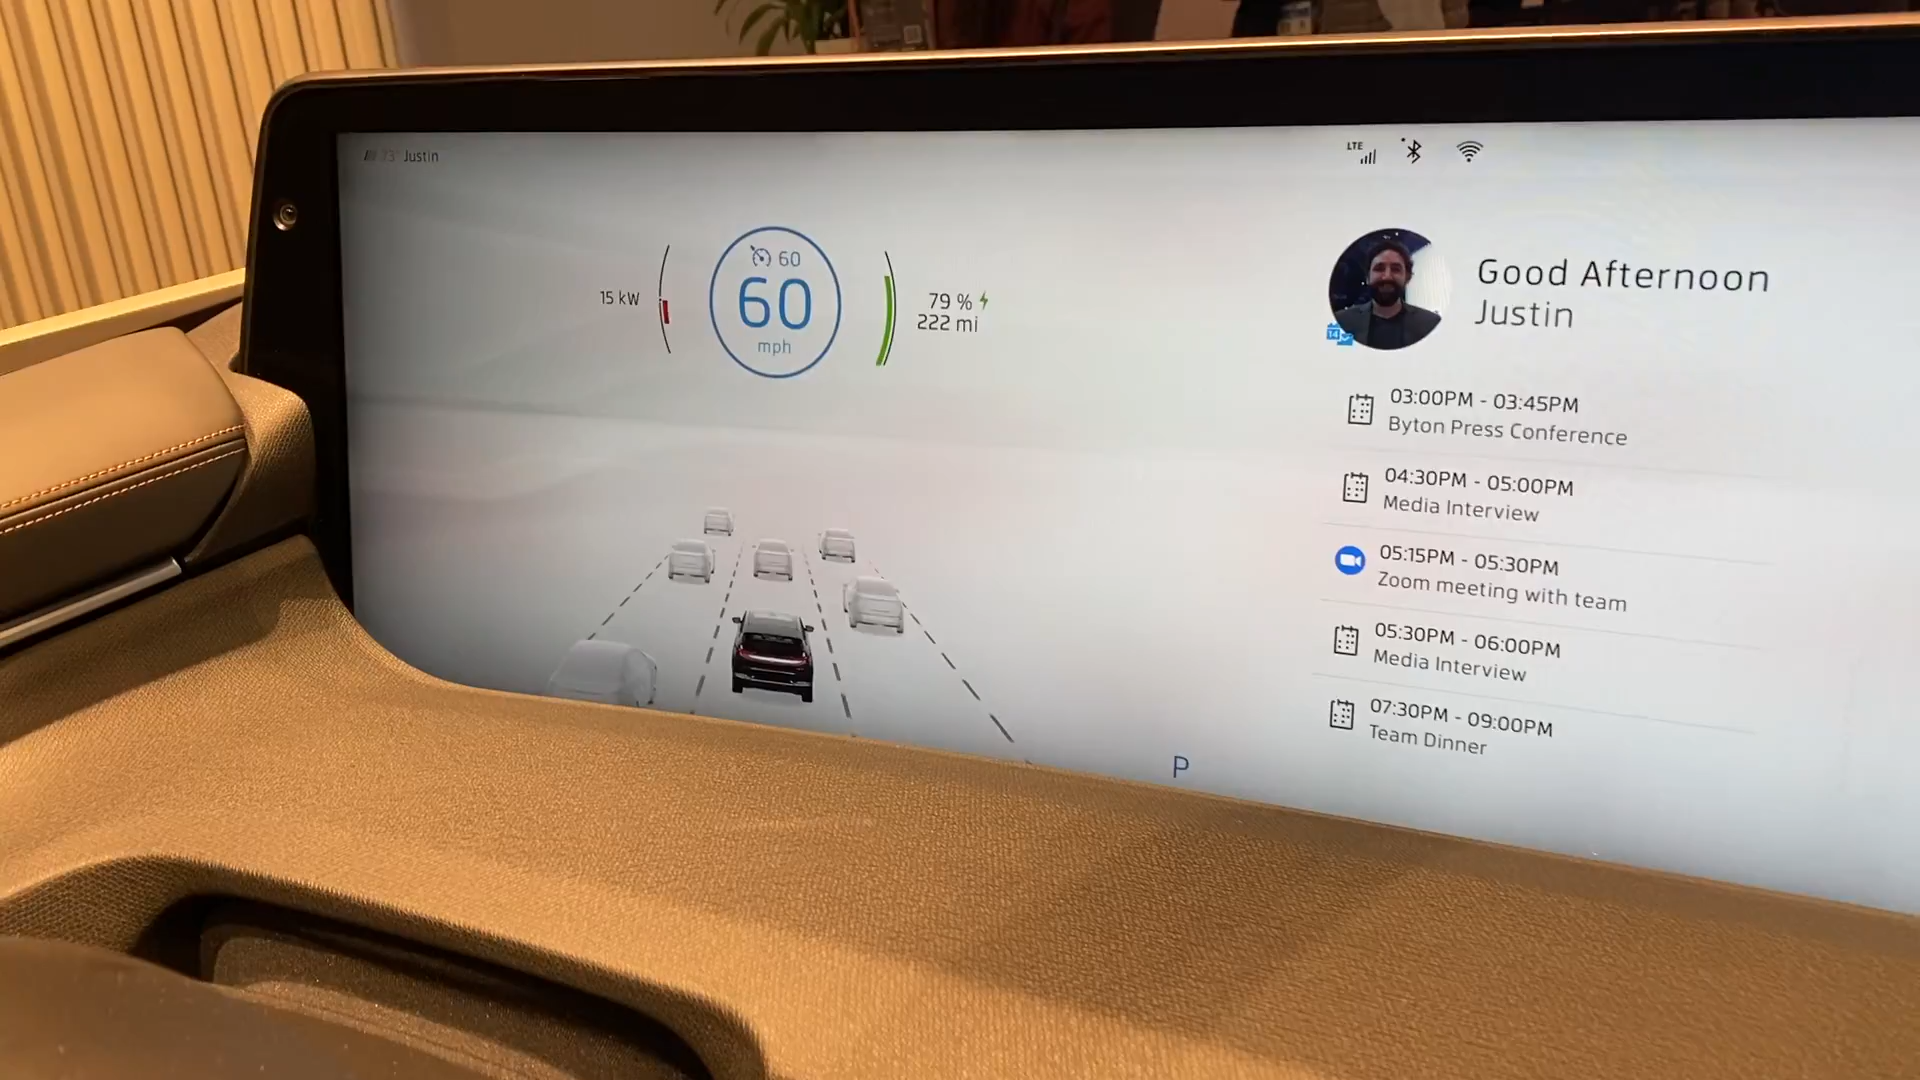 73° Justin
LTE
60
60
mph
15 kW
79 %
222 mi
Good Afternoon
Justin
14
03:00PM - 03:45PM
Byton Press Conference
04:30PM - 05:00PM
Media Interview
05:15PM - 05:30PM
Zoom meeting with team
05:30PM - 06:00PM
Media Interview
07:30PM - 09:00PM
Team Dinner
P